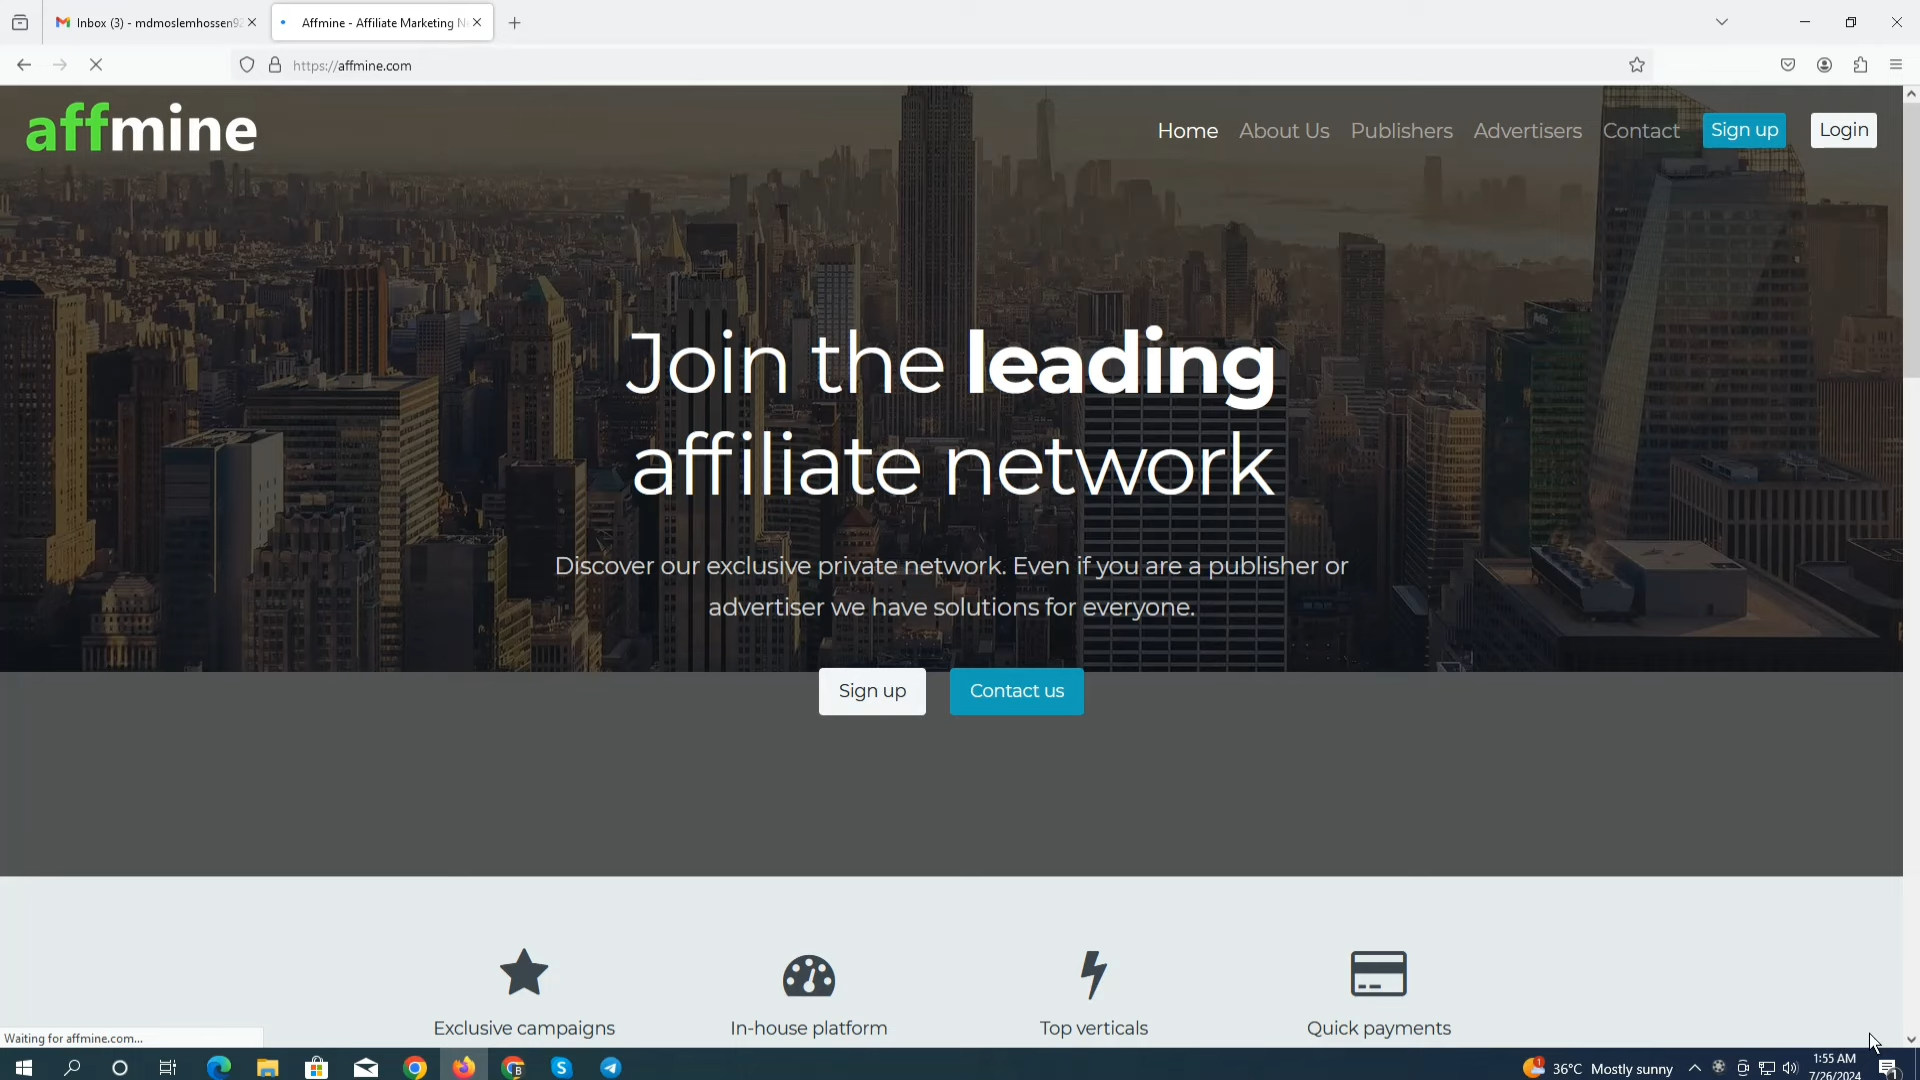 Inbox (3) - mdmoslemhossen92
Affmine - Affiliate Marketing N
https://affmine.com
affmine
Home About Us Publishers Advertisers Contact Sign up Login
Join the leading
affiliate network
Discover our exclusive private network. Even if you are a publisher or
advertiser we have solutions for everyone.
Sign up Contact us
Exclusive campaigns In-house platform Top verticals Quick payments
Waiting for affmine.com...
36°C Mostly sunny
1:55 AM
7/26/2024